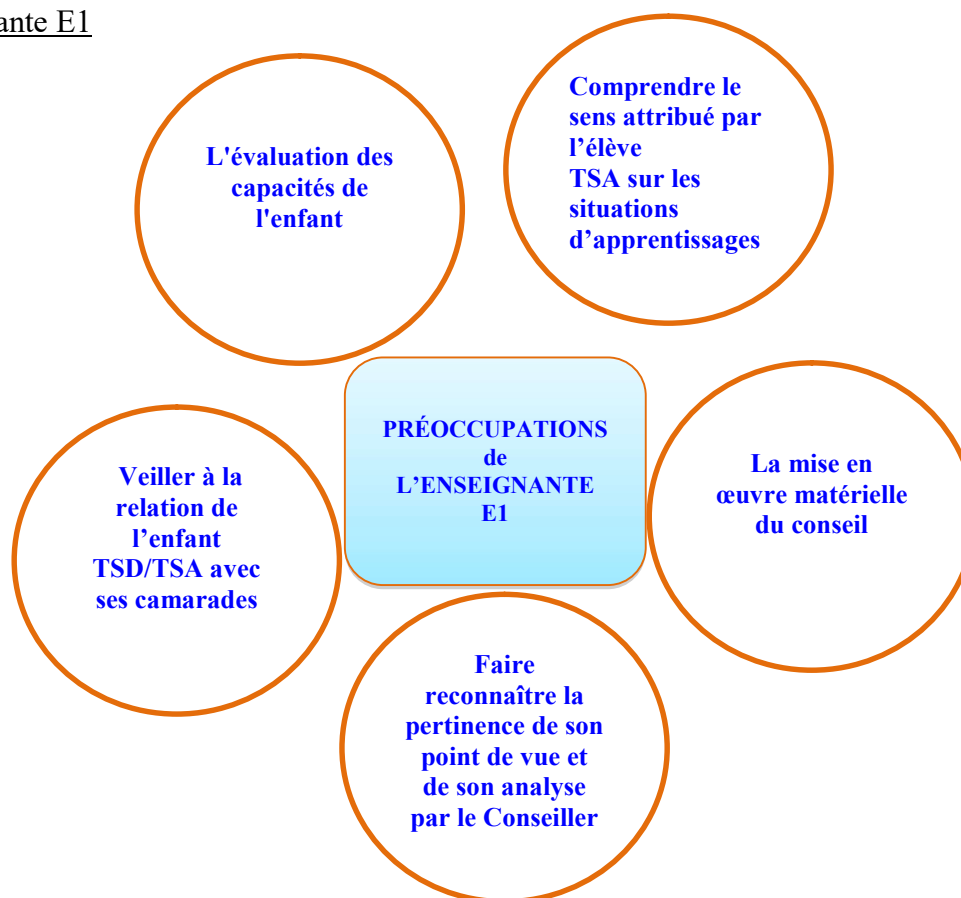 ante E1
Comprendre le
sens attribué par
l’élève
TSA sur les
situations
d’apprentissages
L'évaluation des
capacités de
l'enfant
PRÉOCCUPATIONS
de
L’ENSEIGNANTE
E1
La mise en
œuvre matérielle
du conseil
Veiller à la
relation de
l’enfant
TSD/TSA avec
ses camarades
Faire
reconnaître la
pertinence de son
point de vue et
de son analyse
par le Conseiller